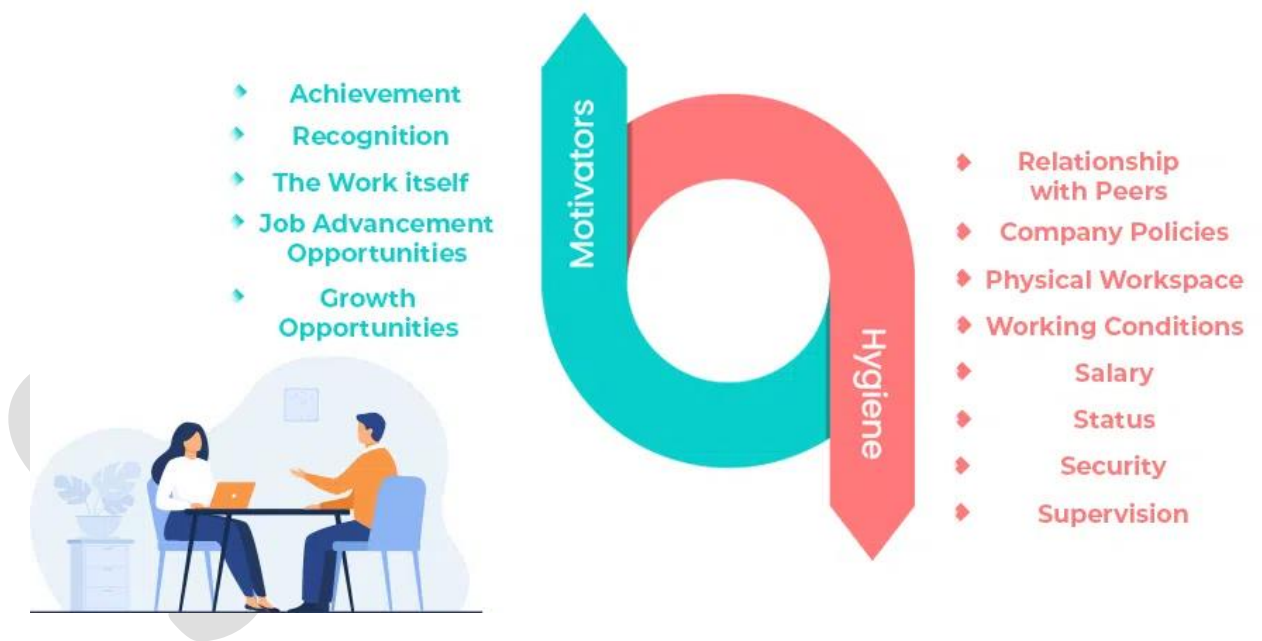 Achievement
Recognition
The Work itself
Job Advancement
Opportunities
Growth
Opportunities
Motivators
Hygiene
Relationship
with Peers
Company Policies
Physical Workspace
Working Conditions
Salary
Status
Security
Supervision